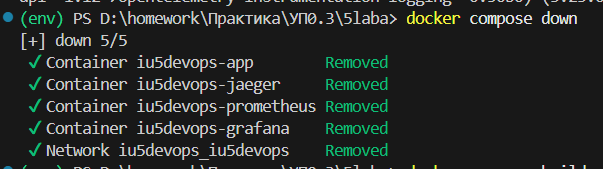 (env) PS D:\homework\Практика\УП0.3\5laba> docker compose down
[+] down 5/5
✔ Container iu5devops-app Removed
✔ Container iu5devops-jaeger Removed
✔ Container iu5devops-prometheus Removed
✔ Container iu5devops-grafana Removed
✔ Network iu5devops_iu5devops Removed